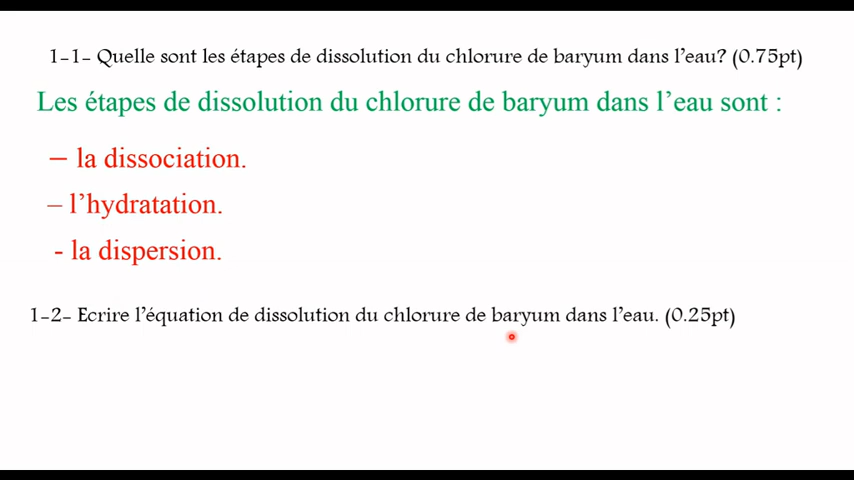 1-1- Quelle sont les étapes de dissolution du chlorure de baryum dans l'eau? (0.75pt)
Les étapes de dissolution du chlorure de baryum dans l'eau sont :
– la dissociation.
– l'hydratation.
- la dispersion.
1-2- Ecrire l'équation de dissolution du chlorure de baryum dans l'eau. (0.25pt)